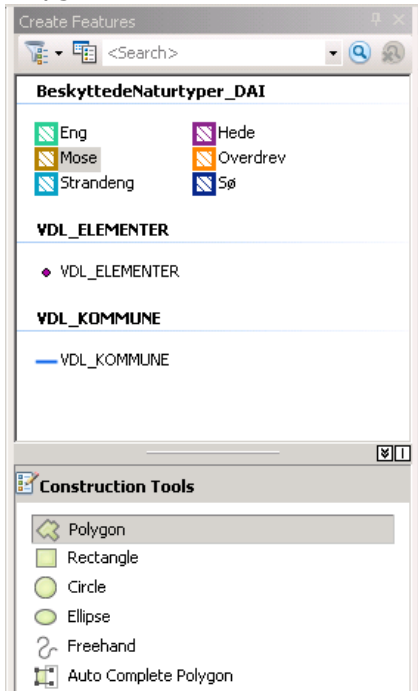 Create Features
<Search>
BeskyttedeNaturtyper_DAI
Eng Hede
Mose Overdrev
Strandeng Sø
VDL_ELEMENTER
VDL_ELEMENTER
VDL_KOMMUNE
VDL_KOMMUNE
Construction Tools
Polygon
Rectangle
Circle
Ellipse
Freehand
Auto Complete Polygon